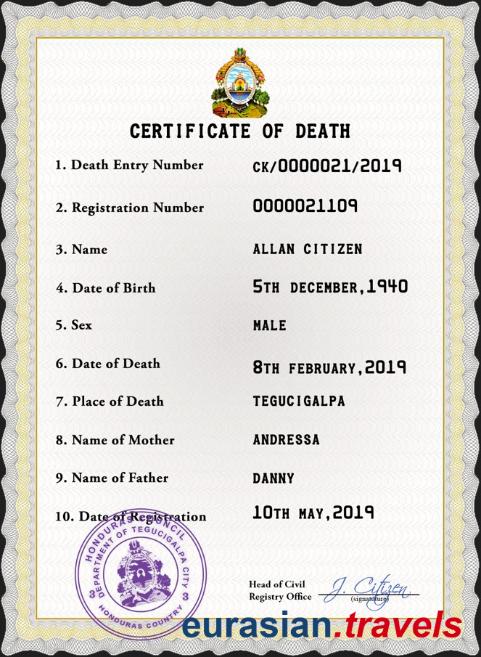 CERTIFICATE OF DEATH
1. Death Entry Number CK/0000021/2019
2. Registration Number 0000021109
3. Name ALLAN CITIZEN
4. Date of Birth 5TH DECEMBER,1940
5. Sex MALE
6. Date of Death 8TH FEBRUARY,2019
7. Place of Death TEGUCIGALPA
8. Name of Mother ANDRESSA
9. Name of Father DANNY
10. Date of Registration 10TH MAY,2019
HONDURAS COUNCIL
DEPARTMENT OF TEGUCIGALPA CITY
3 3
HONDURAS COUNTRY
Head of Civil
Registry Office J. Citizen
(signature)
eurasian.travels